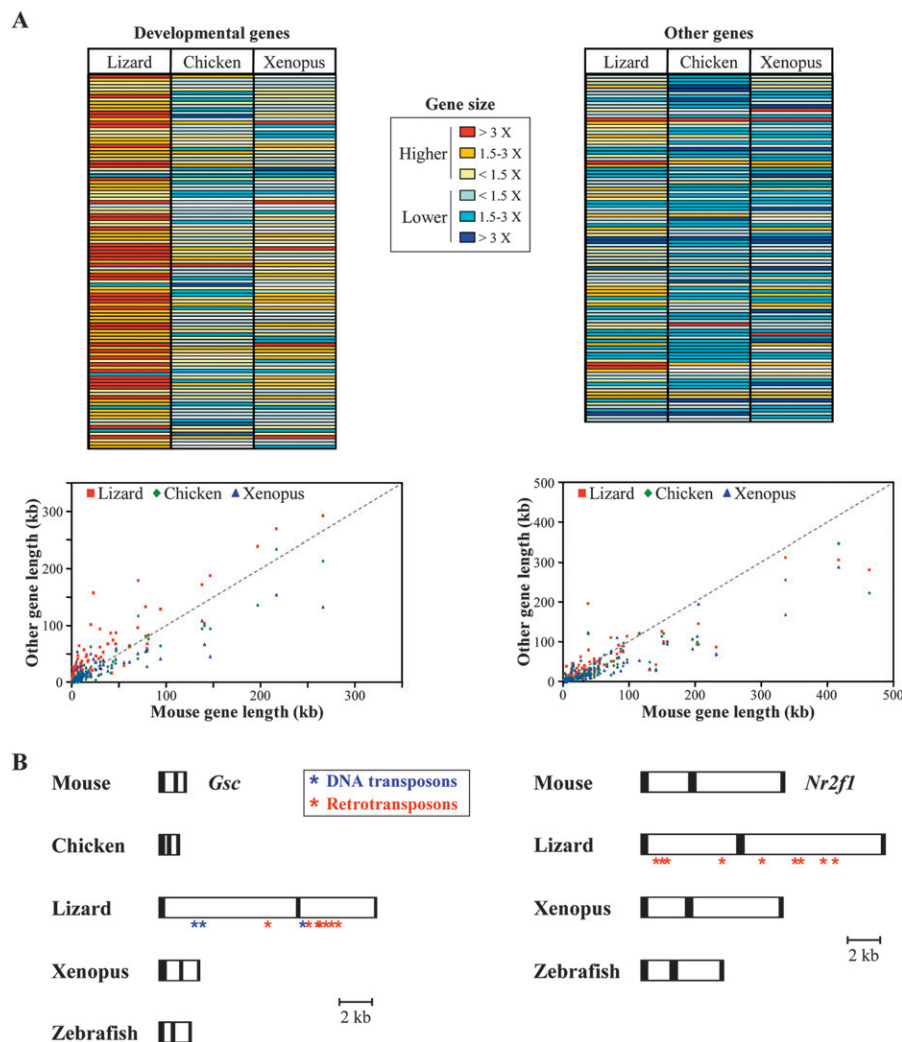 A
Developmental genes
Lizard Chicken Xenopus
Gene size
Higher
> 3 X
1.5-3 X
< 1.5 X
Lower
< 1.5 X
1.5-3 X
> 3 X
Other genes
Lizard Chicken Xenopus
Lizard Chicken Xenopus
Other gene length (kb)
300
200
100
0
0 100 200 300
Mouse gene length (kb)
Lizard Chicken Xenopus
Other gene length (kb)
500
400
300
200
100
0
0 100 200 300 400 500
Mouse gene length (kb)
B
Mouse Gsc
* DNA transposons
* Retrotransposons
Chicken
Lizard
** * * ******
Xenopus
2 kb
Zebrafish
Mouse Nr2f1
Lizard
*** * * ** * *
Xenopus
2 kb
Zebrafish